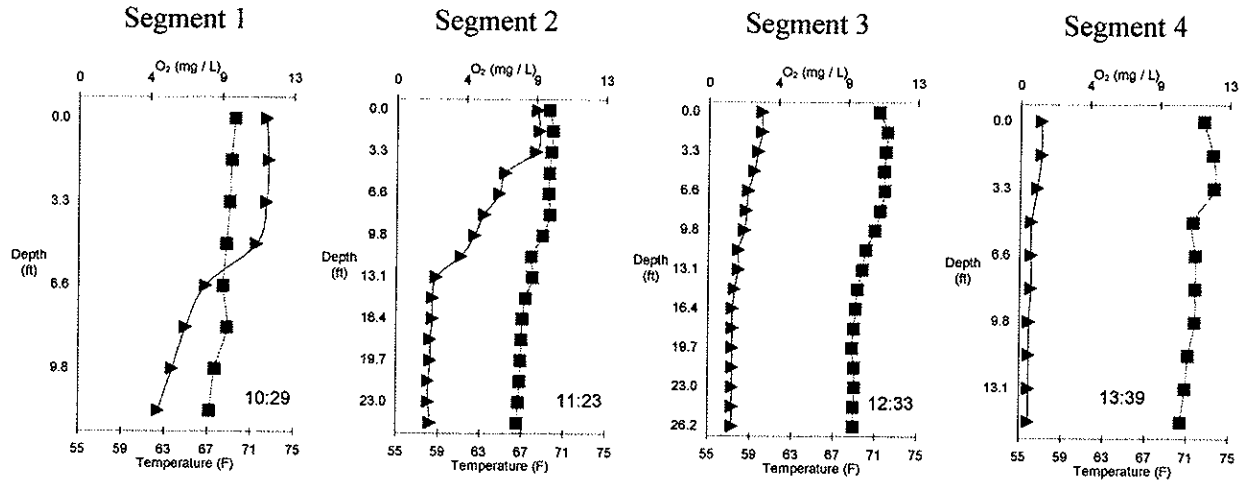 Segment 1
O₂ (mg / L)
0 4 9 13
0.0
3.3
Depth
(ft)
6.6
9.8
10:29
55 59 63 67 71 75
Temperature (F)
Segment 2
O₂ (mg / L)
0 4 9 13
0.0
3.3
6.6
9.8
Depth
(ft)
13.1
16.4
19.7
23.0
11:23
55 59 63 67 71 75
Temperature (F)
Segment 3
O₂ (mg / L)
0 4 9 13
0.0
3.3
6.6
9.8
Depth
(ft)
13.1
16.4
19.7
23.0
26.2
12:33
55 59 63 67 71 75
Temperature (F)
Segment 4
O₂ (mg / L)
0 4 9 13
0.0
3.3
Depth
(ft)
6.6
9.8
13.1
13:39
55 59 63 67 71 75
Temperature (F)